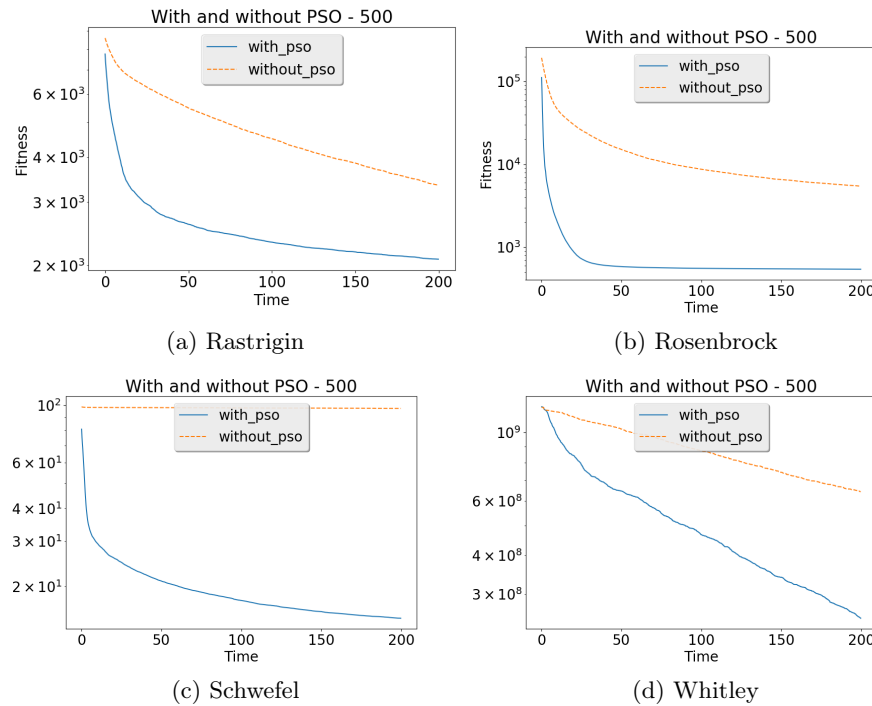 With and without PSO - 500
with_pso
without_pso
Fitness
6 × 10³
4 × 10³
3 × 10³
2 × 10³
0 50 100 150 200
Time
(a) Rastrigin
With and without PSO - 500
with_pso
without_pso
Fitness
10⁵
10⁴
10³
0 50 100 150 200
Time
(b) Rosenbrock
With and without PSO - 500
with_pso
without_pso
10²
6 × 10¹
3 × 10¹
2 × 10¹
0 50 100 150 200
Time
(c) Schwefel
With and without PSO - 500
with_pso
without_pso
10⁹
6 × 10⁸
4 × 10⁸
3 × 10⁸
0 50 100 150 200
Time
(d) Whitley